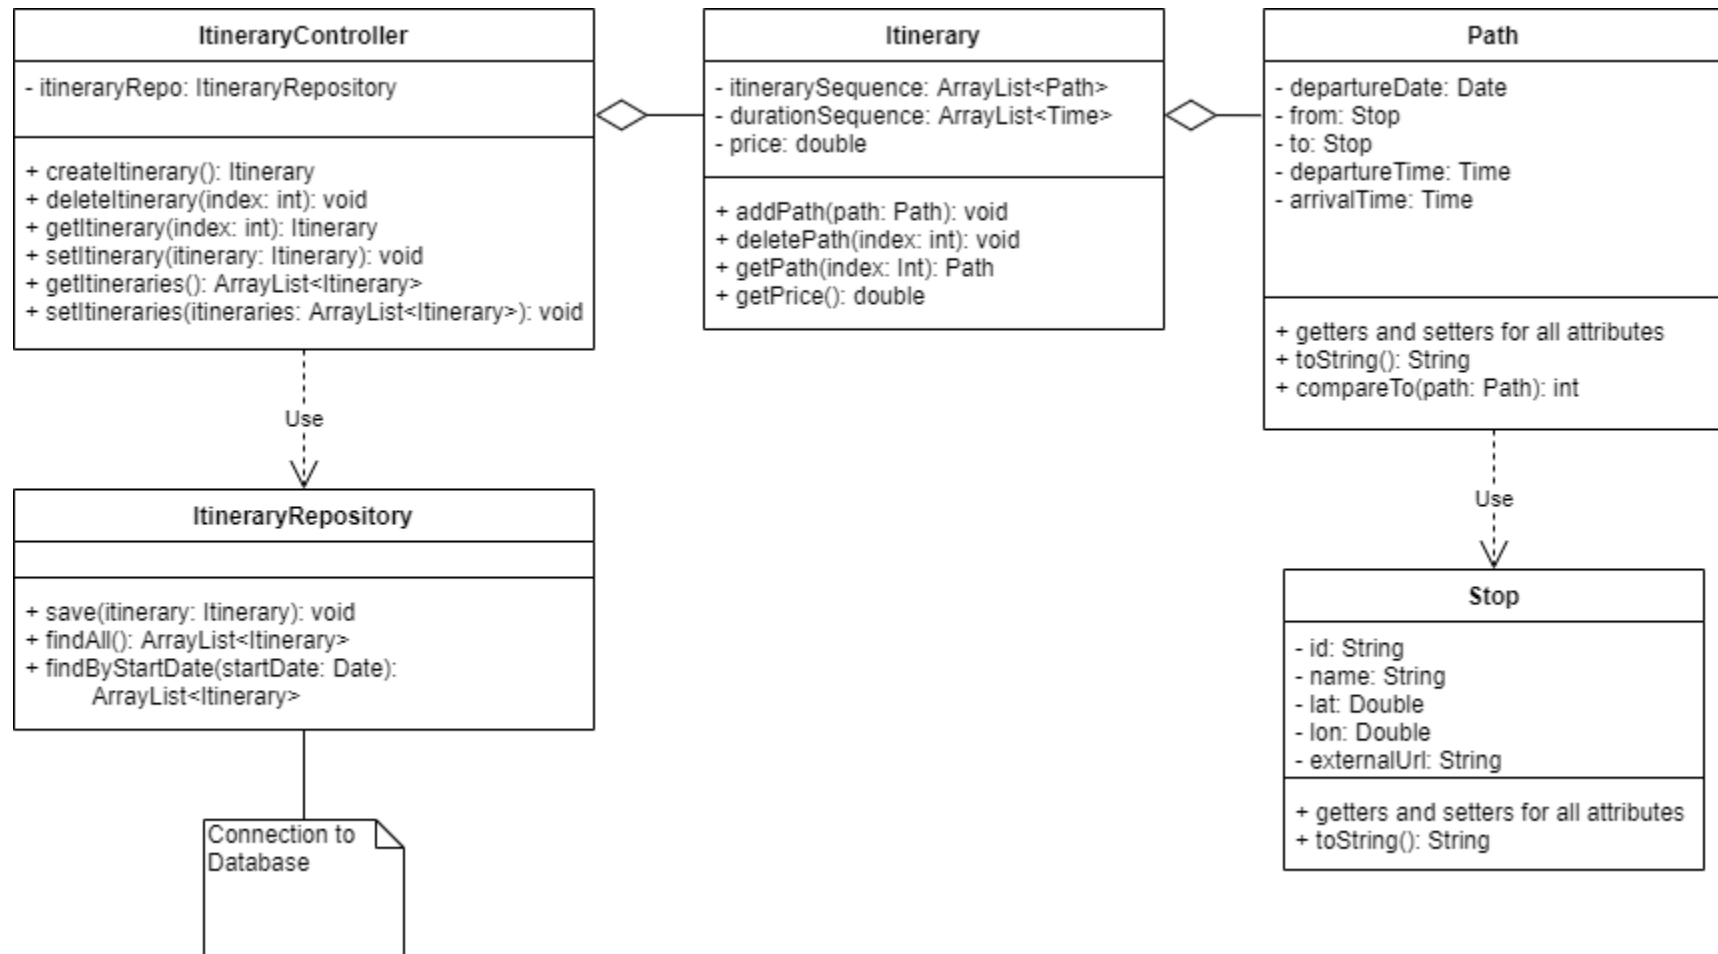 ItineraryController
- itineraryRepo: ItineraryRepository
+ createItinerary(): Itinerary
+ deleteItinerary(index: int): void
+ getItinerary(index: int): Itinerary
+ setItinerary(itinerary: Itinerary): void
+ getItineraries(): ArrayList<Itinerary>
+ setItineraries(itineraries: ArrayList<Itinerary>): void
Itinerary
- itinerarySequence: ArrayList<Path>
- durationSequence: ArrayList<Time>
- price: double
+ addPath(path: Path): void
+ deletePath(index: int): void
+ getPath(index: Int): Path
+ getPrice(): double
Path
- departureDate: Date
- from: Stop
- to: Stop
- departureTime: Time
- arrivalTime: Time
+ getters and setters for all attributes
+ toString(): String
+ compareTo(path: Path): int
Use
Use
ItineraryRepository
+ save(itinerary: Itinerary): void
+ findAll(): ArrayList<Itinerary>
+ findByStartDate(startDate: Date):
ArrayList<Itinerary>
Stop
- id: String
- name: String
- lat: Double
- lon: Double
- externalUrl: String
+ getters and setters for all attributes
+ toString(): String
Connection to
Database